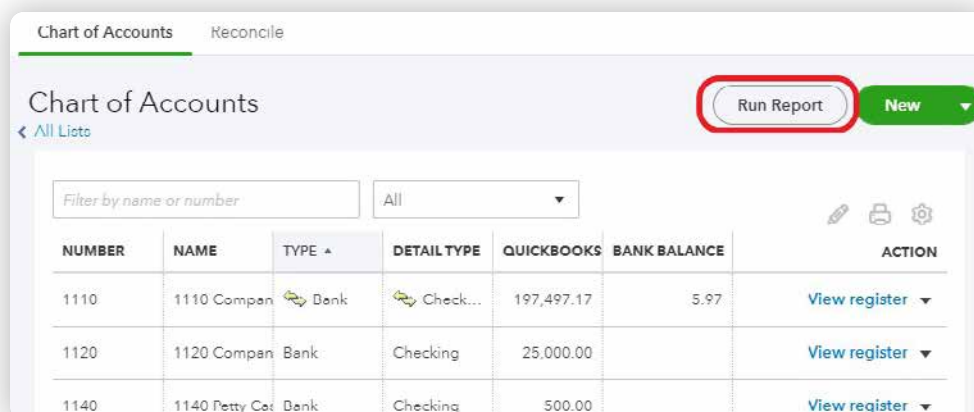 Chart of Accounts Reconcile
Chart of Accounts
Run Report New
All Lists
Filter by name or number All
NUMBER NAME TYPE DETAIL TYPE QUICKBOOKS BANK BALANCE ACTION
1110 1110 Compan Bank Check... 197,497.17 5.97 View register
1120 1120 Compan Bank Checking 25,000.00 View register
1140 1140 Petty Cas Bank Checking 500.00 View register